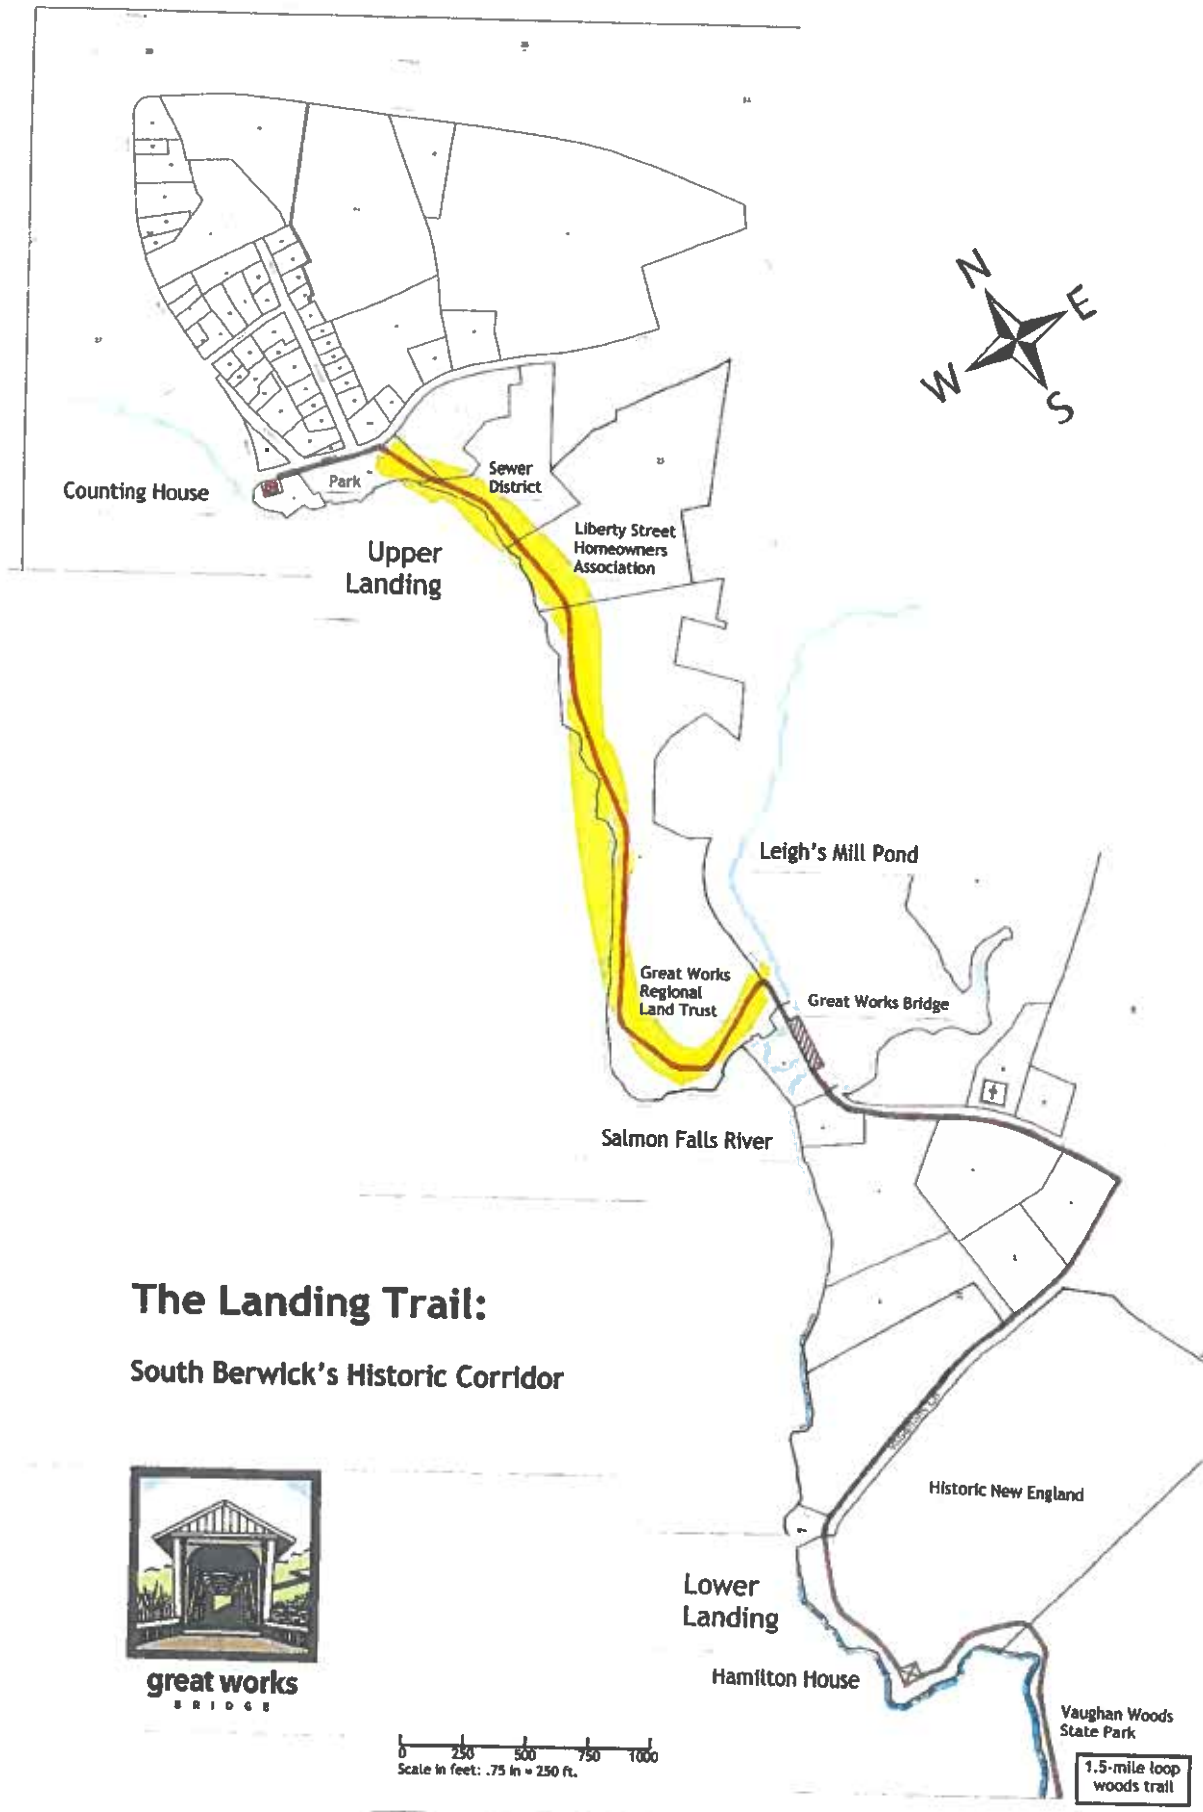 N
E
W
S
Counting House
Park
Sewer
District
Upper
Landing
Liberty Street
Homeowners
Association
Leigh's Mill Pond
Great Works
Regional
Land Trust
Great Works Bridge
Salmon Falls River
The Landing Trail:
South Berwick's Historic Corridor
Historic New England
Lower
Landing
Hamilton House
great works
BRIDGE
Vaughan Woods
State Park
1.5-mile loop
woods trail
0 250 500 750 1000
Scale in feet: .75 in = 250 ft.